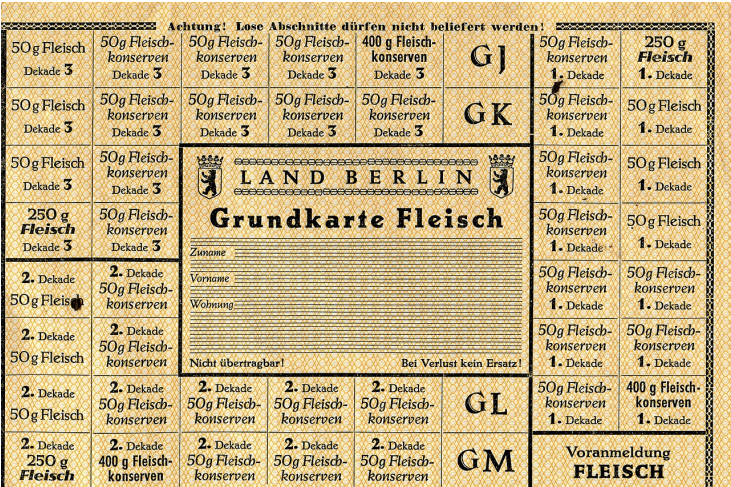 Achtung! Lose Abschnitte dürfen nicht beliefert werden!
50g Fleisch
Dekade 3
50g Fleisch-
konserven
Dekade 3
50g Fleisch-
konserven
Dekade 3
50g Fleisch-
konserven
Dekade 3
400 g Fleisch-
konserven
Dekade 3
GJ
50g Fleisch-
konserven
1. Dekade
250 g
Fleisch
1. Dekade
50g Fleisch
Dekade 3
50g Fleisch-
konserven
Dekade 3
50g Fleisch-
konserven
Dekade 3
50g Fleisch-
konserven
Dekade 3
50g Fleisch-
konserven
Dekade 3
GK
50g Fleisch-
konserven
1. Dekade
50g Fleisch
1. Dekade
50g Fleisch
Dekade 3
50g Fleisch-
konserven
Dekade 3
LAND BERLIN
Grundkarte Fleisch
Zuname
Vorname
Wohnung
Nicht übertragbar!
Bei Verlust kein Ersatz!
50g Fleisch-
konserven
1. Dekade
50g Fleisch
1. Dekade
250 g
Fleisch
Dekade 3
50g Fleisch-
konserven
Dekade 3
50g Fleisch-
konserven
1. Dekade
50g Fleisch
1. Dekade
2. Dekade
50g Fleisch
2. Dekade
50g Fleisch-
konserven
50g Fleisch-
konserven
1. Dekade
50g Fleisch-
konserven
1. Dekade
2. Dekade
50g Fleisch
2. Dekade
50g Fleisch-
konserven
50g Fleisch-
konserven
1. Dekade
50g Fleisch-
konserven
1. Dekade
2. Dekade
50g Fleisch
2. Dekade
50g Fleisch-
konserven
2. Dekade
50g Fleisch-
konserven
2. Dekade
50g Fleisch-
konserven
2. Dekade
50g Fleisch-
konserven
GL
50g Fleisch-
konserven
1. Dekade
400 g Fleisch-
konserven
1. Dekade
2. Dekade
250 g
Fleisch
2. Dekade
400 g Fleisch-
konserven
2. Dekade
50g Fleisch-
konserven
2. Dekade
50g Fleisch-
konserven
2. Dekade
50g Fleisch-
konserven
GM
Voranmeldung
FLEISCH